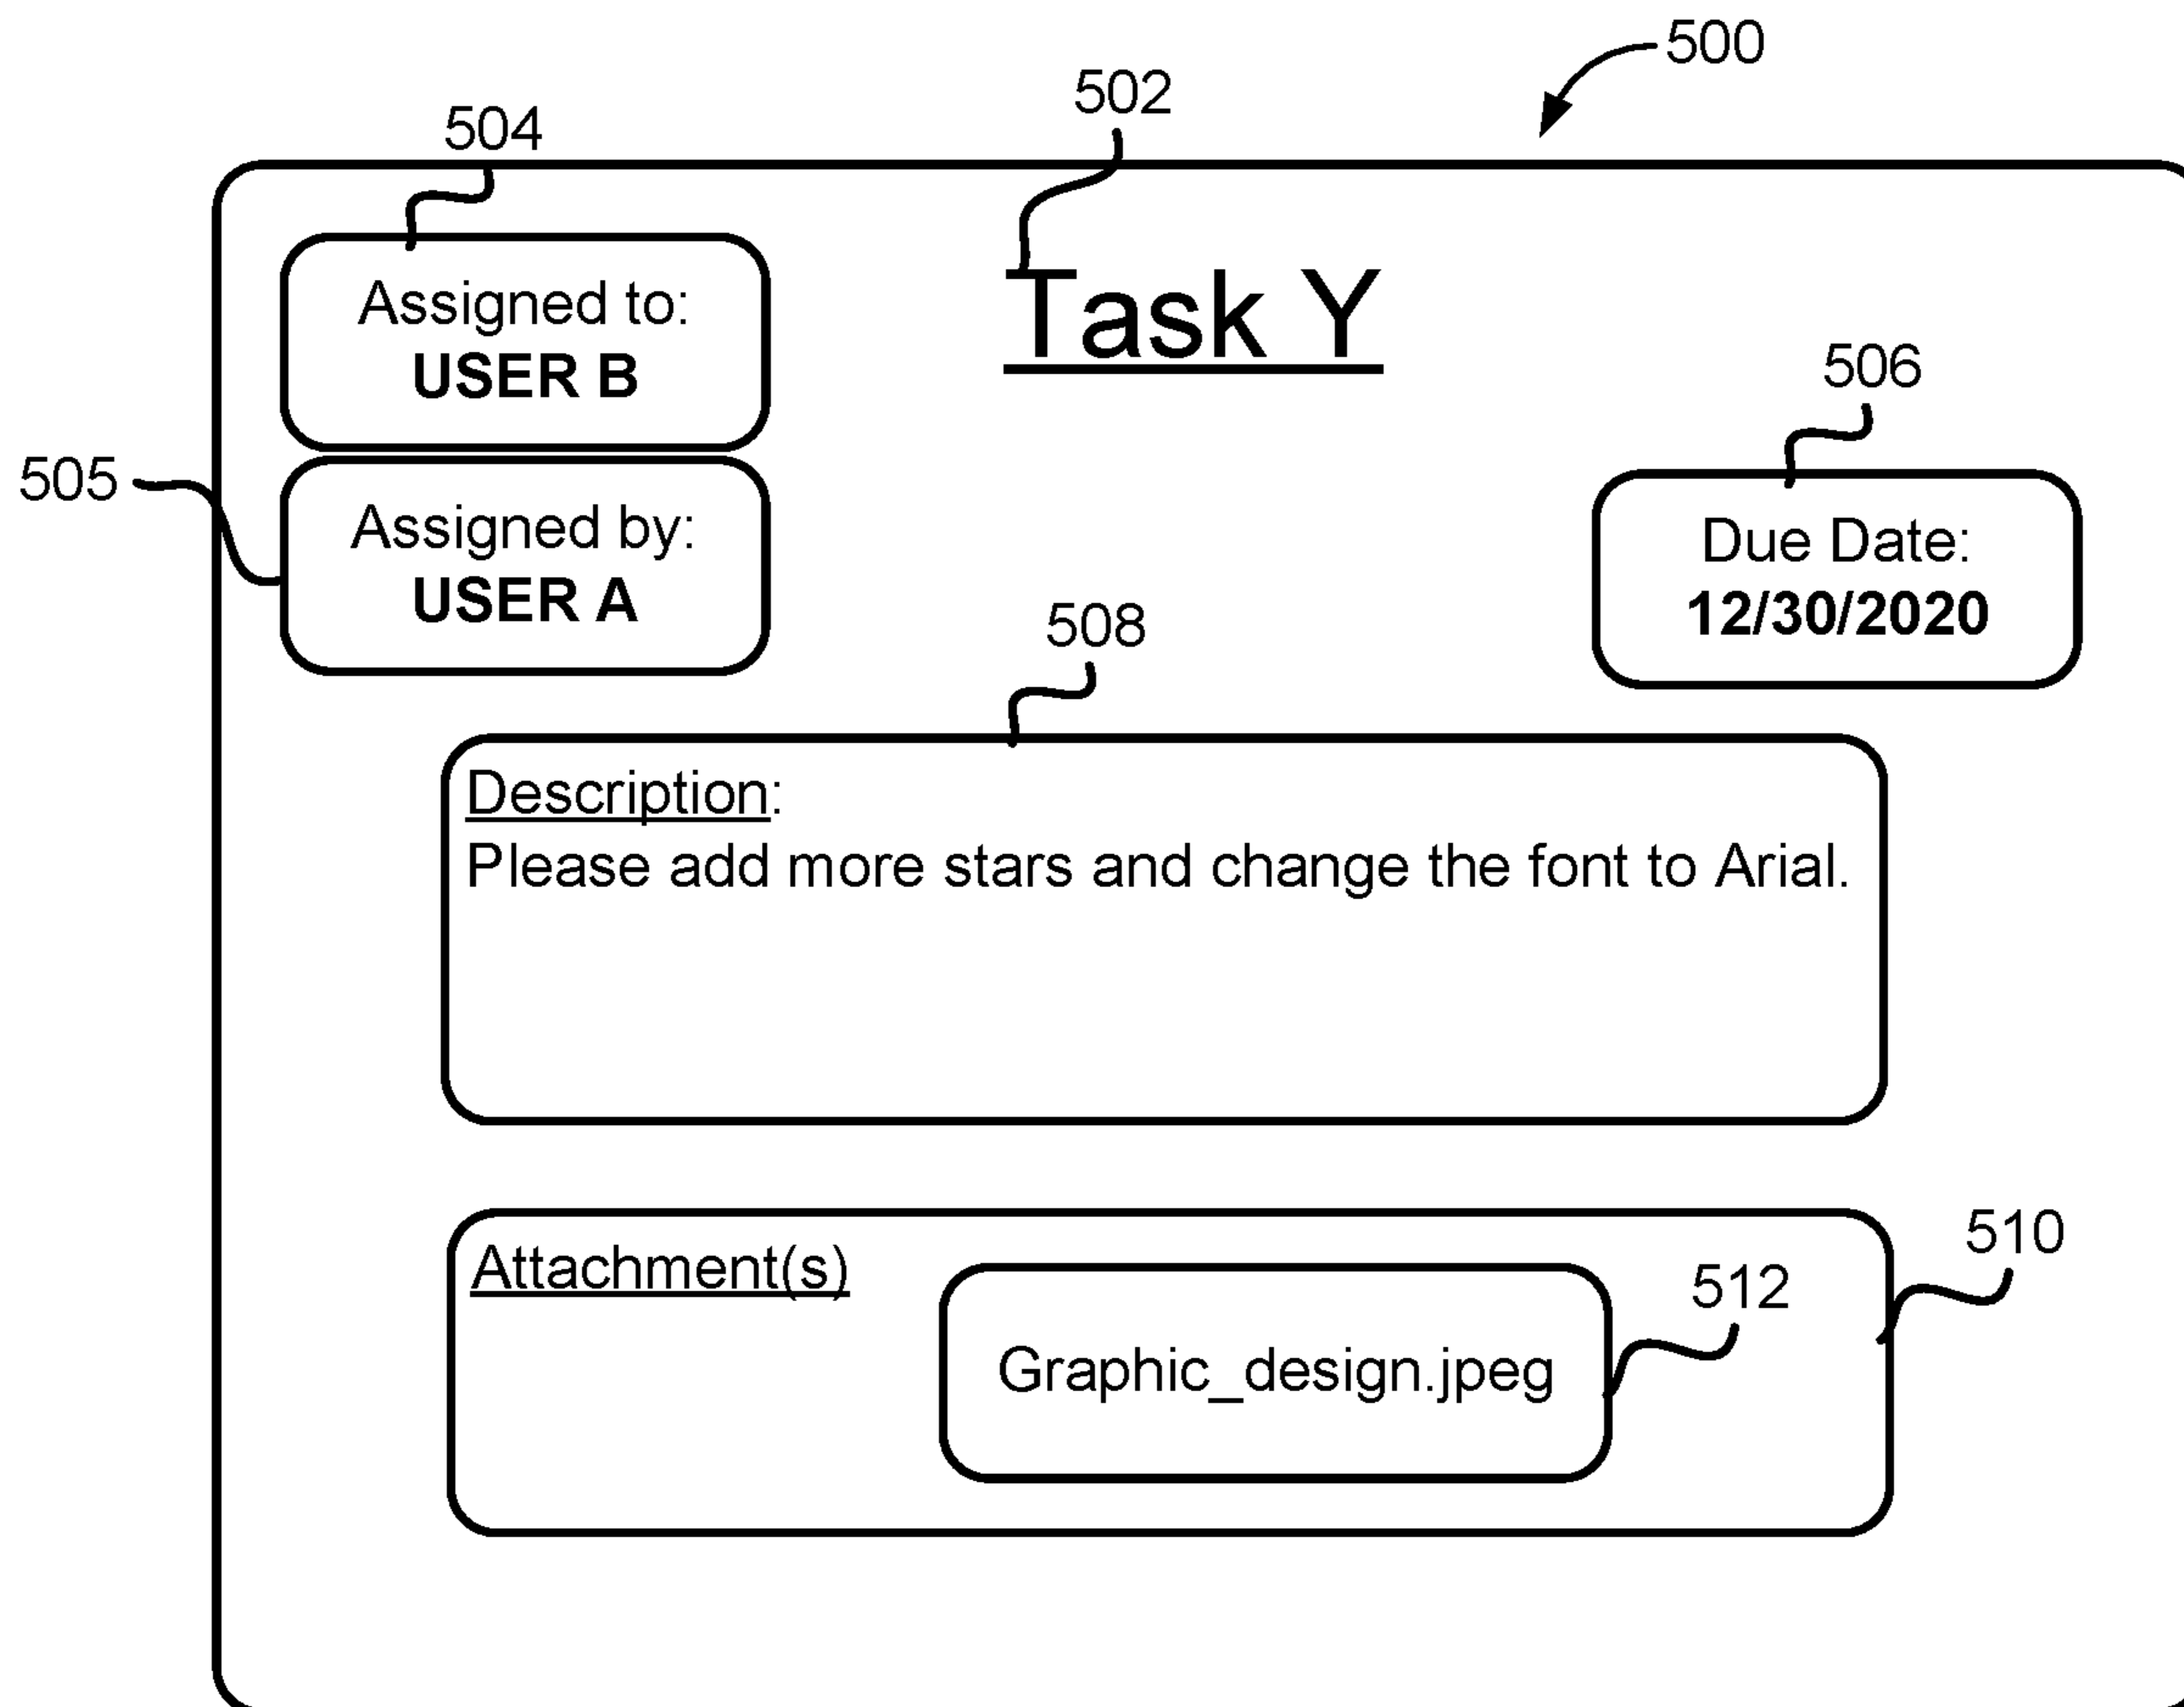 500
502
504
Assigned to:
USER B
Task Y
506
505
Assigned by:
USER A
Due Date:
12/30/2020
508
Description:
Please add more stars and change the font to Arial.
510
Attachment(s)
512
Graphic_design.jpeg